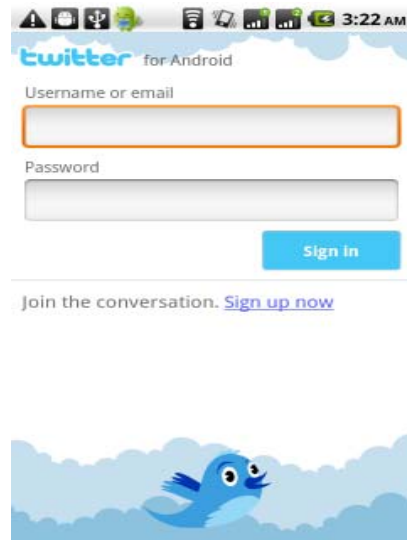 3:22 AM
twitter for Android
Username or email
Password
Sign in
Join the conversation. Sign up now